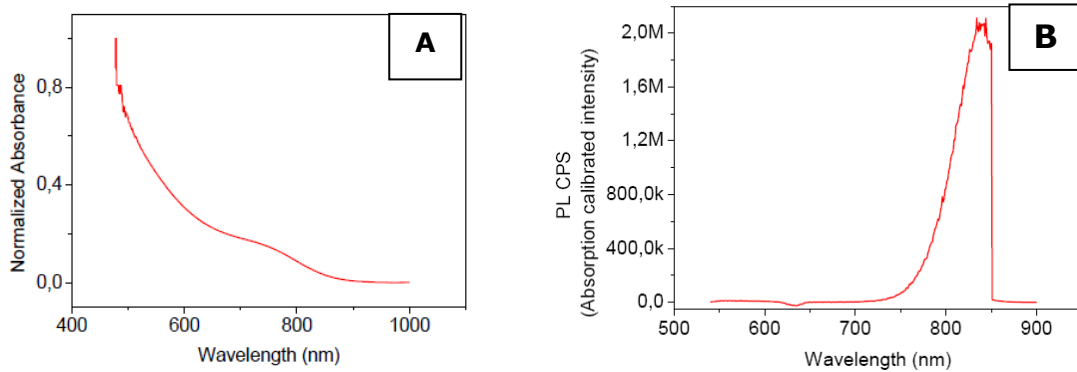 A
0,8
0,4
0,0
400 600 800 1000
Wavelength (nm)
Normalized Absorbance
B
2,0M
1,6M
1,2M
800,0k
400,0k
0,0
500 600 700 800 900
Wavelength (nm)
PL CPS
(Absorption calibrated intensity)